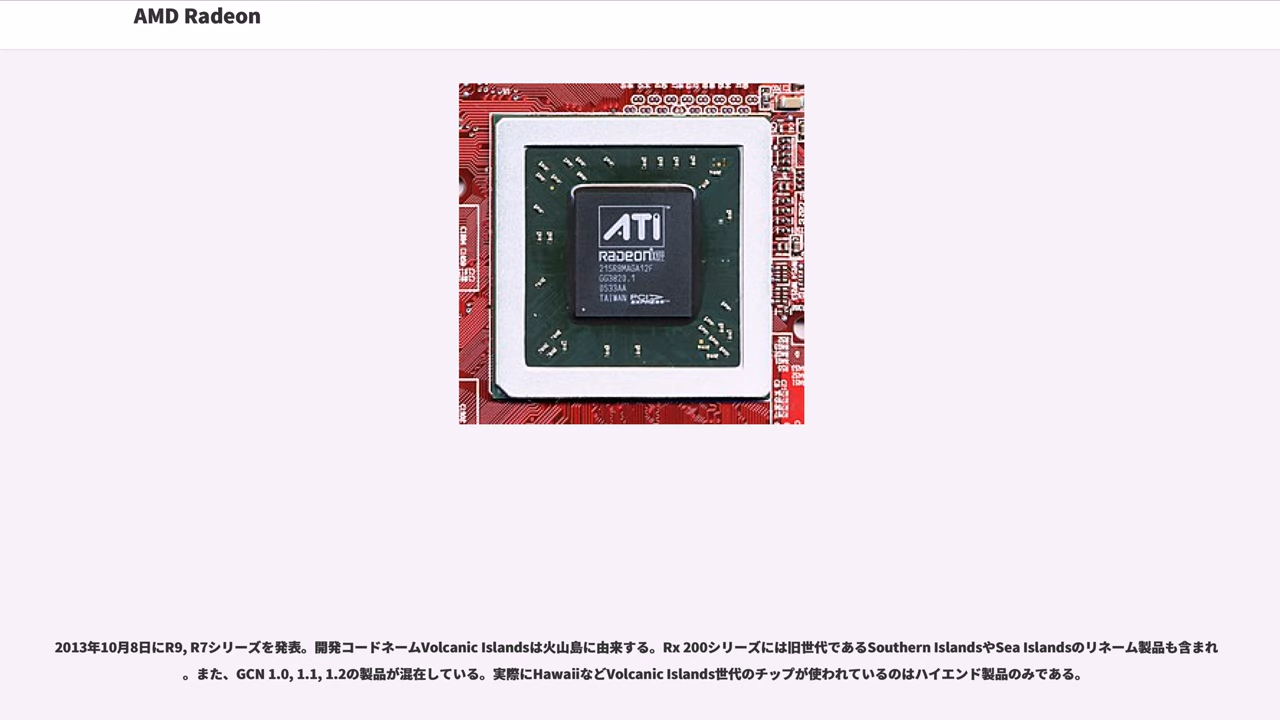 AMD Radeon
ATI
RADEON
215R8MAGA12F
GG3820.1
0533AA
TAIWAN PCI EXPRESS
2013年10月8日にR9, R7シリーズを発表。開発コードネームVolcanic Islandsは火山島に由来する。Rx 200シリーズには旧世代であるSouthern IslandsやSea Islandsのリネーム製品も含まれ
。また、GCN 1.0, 1.1, 1.2の製品が混在している。実際にHawaiiなどVolcanic Islands世代のチップが使われているのはハイエンド製品のみである。